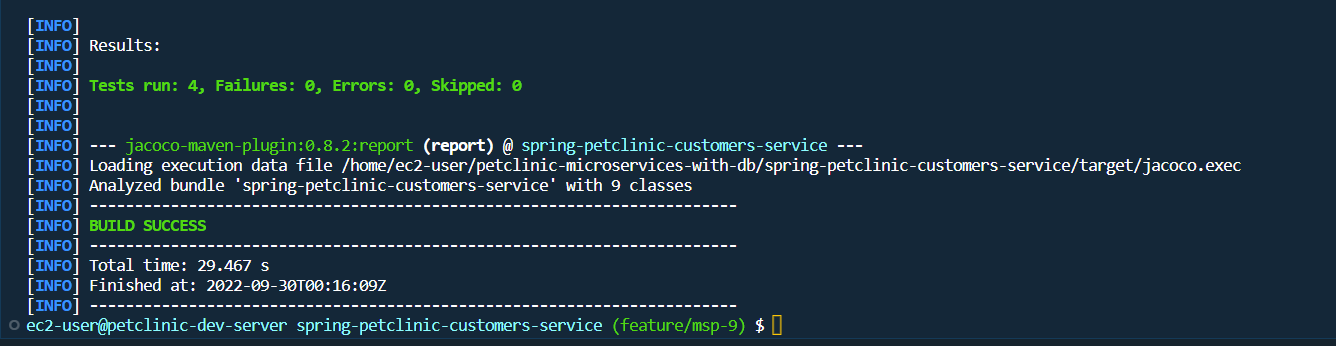 [INFO]
[INFO] Results:
[INFO]
[INFO] Tests run: 4, Failures: 0, Errors: 0, Skipped: 0
[INFO]
[INFO]
[INFO] --- jacoco-maven-plugin:0.8.2:report (report) @ spring-petclinic-customers-service ---
[INFO] Loading execution data file /home/ec2-user/petclinic-microservices-with-db/spring-petclinic-customers-service/target/jacoco.exec
[INFO] Analyzed bundle 'spring-petclinic-customers-service' with 9 classes
[INFO] ------------------------------------------------------------------------
[INFO] BUILD SUCCESS
[INFO] ------------------------------------------------------------------------
[INFO] Total time: 29.467 s
[INFO] Finished at: 2022-09-30T00:16:09Z
[INFO] ------------------------------------------------------------------------
ec2-user@petclinic-dev-server spring-petclinic-customers-service (feature/msp-9) $